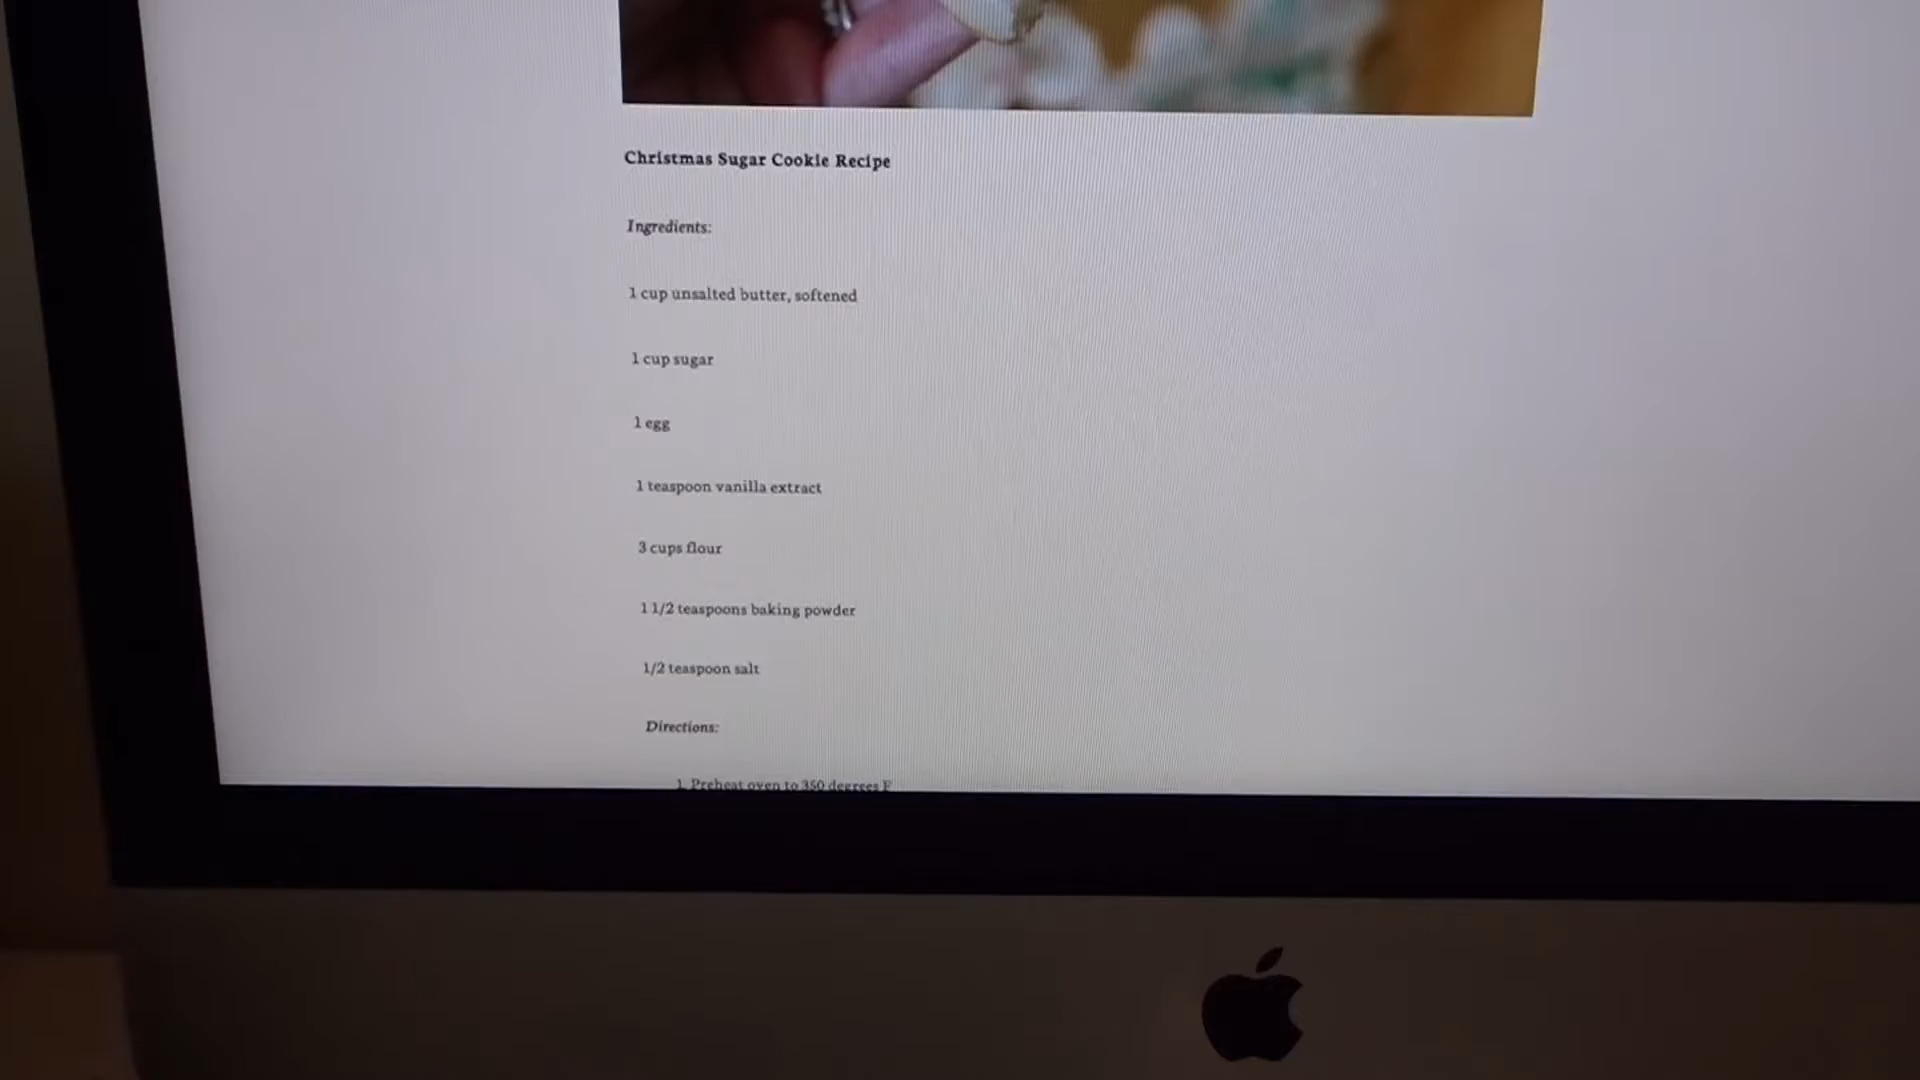 Christmas Sugar Cookie Recipe
Ingredients:
1 cup unsalted butter, softened
1 cup sugar
1 egg
1 teaspoon vanilla extract
3 cups flour
1 1/2 teaspoons baking powder
1/2 teaspoon salt
Directions:
1. Preheat oven to 350 degrees F